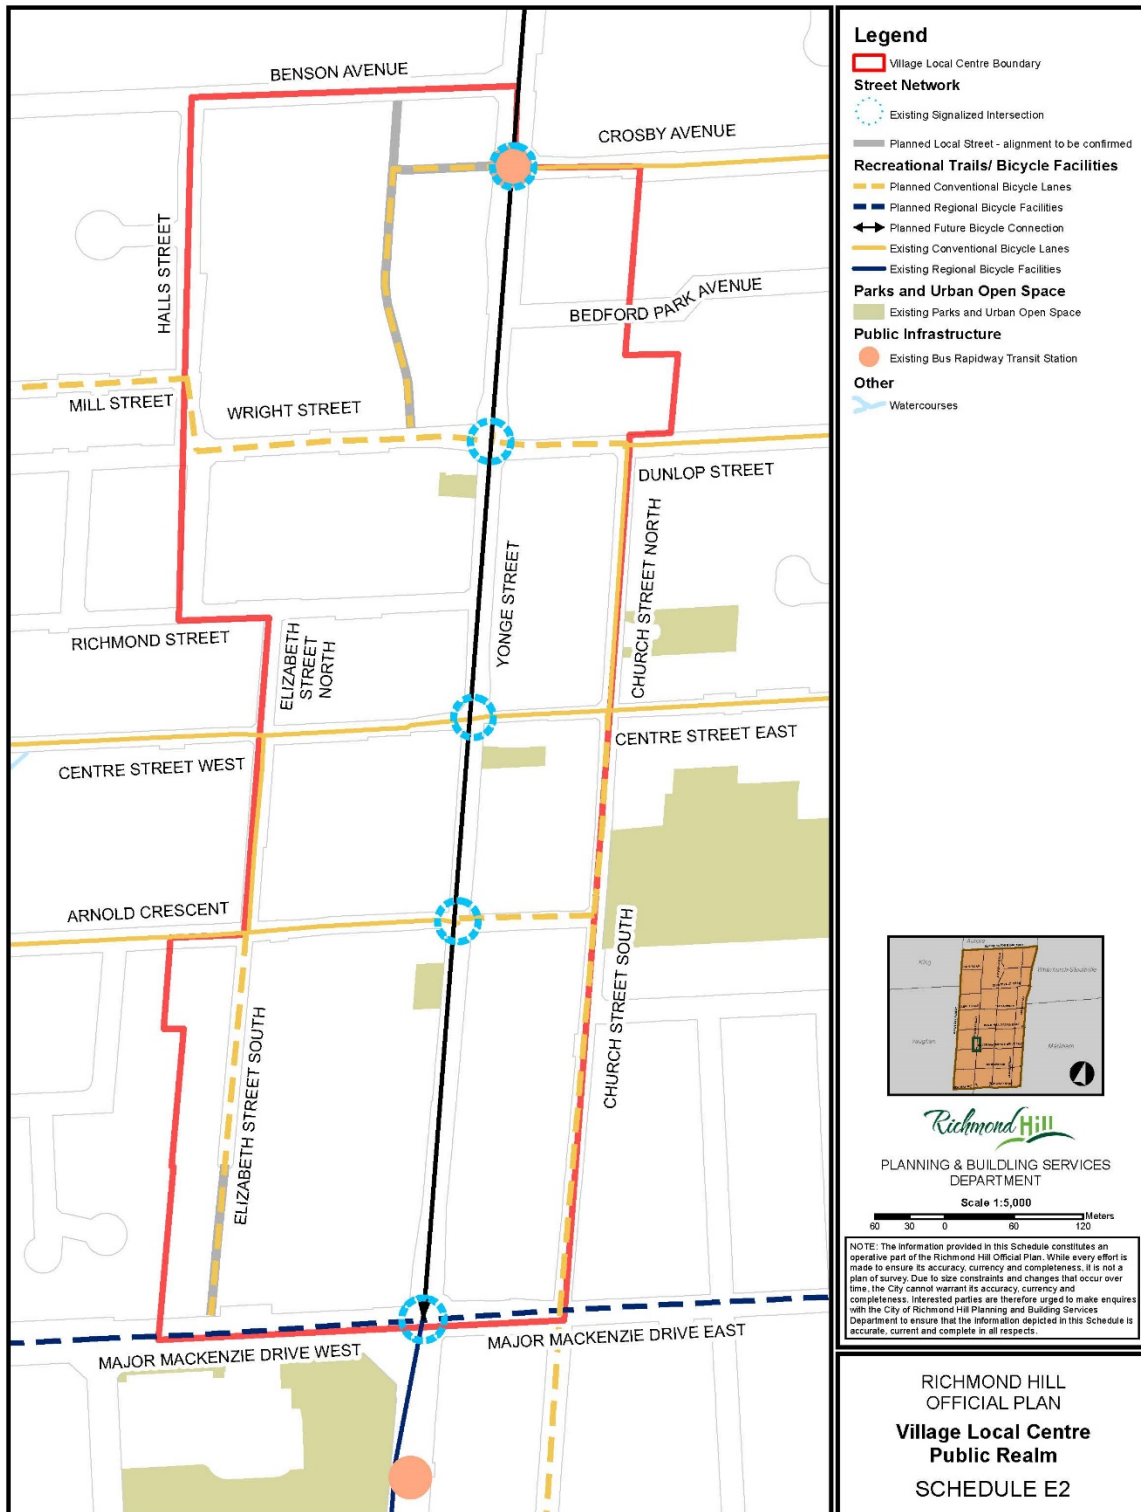 BENSON AVENUE
CROSBY AVENUE
HALLS STREET
BEDFORD PARK AVENUE
MILL STREET
WRIGHT STREET
DUNLOP STREET
YONGE STREET
CHURCH STREET NORTH
RICHMOND STREET
ELIZABETH
STREET
NORTH
CENTRE STREET WEST
CENTRE STREET EAST
ARNOLD CRESCENT
ELIZABETH STREET SOUTH
CHURCH STREET SOUTH
MAJOR MACKENZIE DRIVE WEST
MAJOR MACKENZIE DRIVE EAST
Legend
Village Local Centre Boundary
Street Network
Existing Signalized Intersection
Planned Local Street - alignment to be confirmed
Recreational Trails/ Bicycle Facilities
Planned Conventional Bicycle Lanes
Planned Regional Bicycle Facilities
Planned Future Bicycle Connection
Existing Conventional Bicycle Lanes
Existing Regional Bicycle Facilities
Parks and Urban Open Space
Existing Parks and Urban Open Space
Public Infrastructure
Existing Bus Rapidway Transit Station
Other
Watercourses
Aurora
King
Whitchurch-Stouffville
Vaughan
Markham
Richmond Hill
PLANNING & BUILDLING SERVICES
DEPARTMENT
Scale 1:5,000
Meters
60 30 0 60 120
NOTE: The information provided in this Schedule constitutes an
operative part of the Richmond Hill Official Plan. While every effort is
made to ensure its accuracy, currency and completeness, it is not a
plan of survey. Due to size constraints and changes that occur over
time, the City cannot warrant its accuracy, currency and
completeness. Interested parties are therefore urged to make enquires
with the City of Richmond Hill Planning and Building Services
Department to ensure that the information depicted in this Schedule is
accurate, current and complete in all respects.
RICHMOND HILL
OFFICIAL PLAN
Village Local Centre
Public Realm
SCHEDULE E2